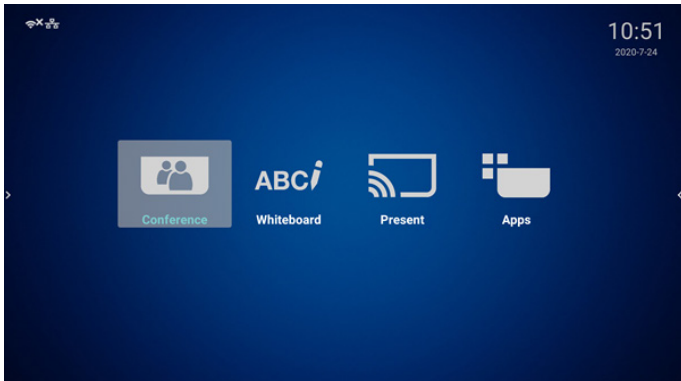 10:51
2020-7-24
ABC
Conference
Whiteboard
Present
Apps